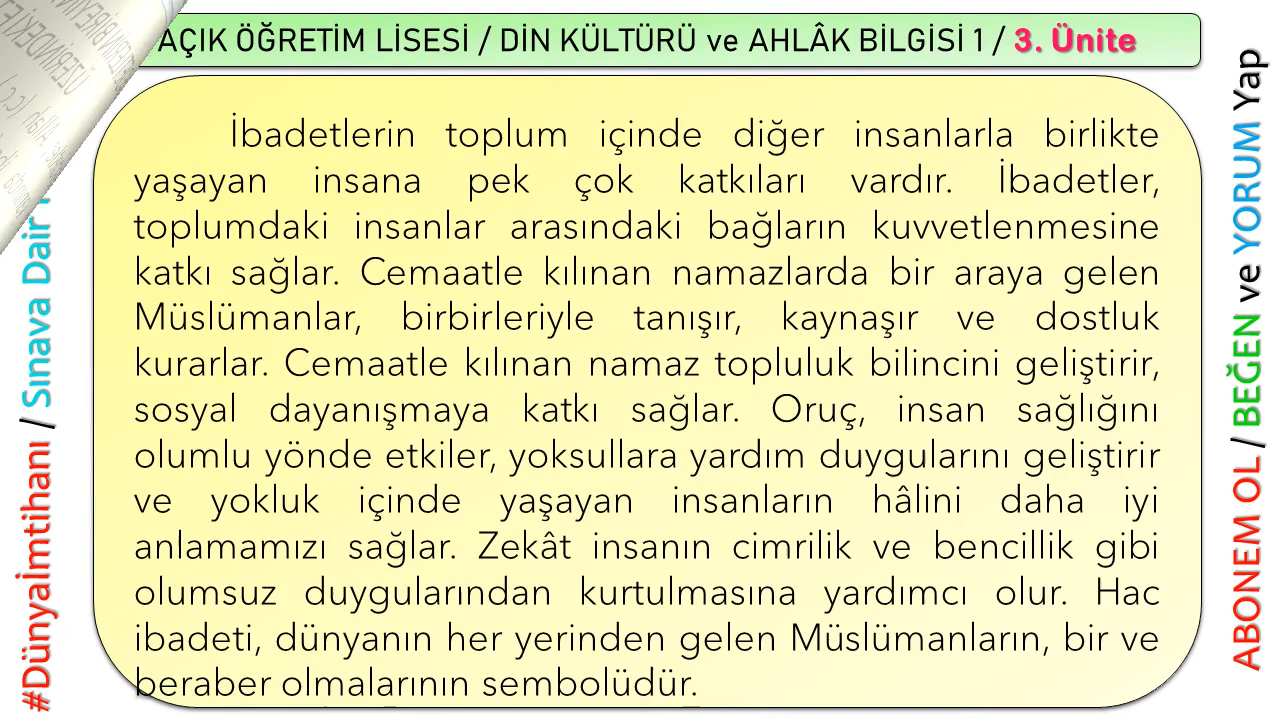 AÇIK ÖĞRETİM LİSESİ / DİN KÜLTÜRÜ ve AHLÂK BİLGİSİ 1 / 3. Ünite
İbadetlerin toplum içinde diğer insanlarla birlikte
yaşayan insana pek çok katkıları vardır. İbadetler,
toplumdaki insanlar arasındaki bağların kuvvetlenmesine
katkı sağlar. Cemaatle kılınan namazlarda bir araya gelen
Müslümanlar, birbirleriyle tanışır, kaynaşır ve dostluk
kurarlar. Cemaatle kılınan namaz topluluk bilincini geliştirir,
sosyal dayanışmaya katkı sağlar. Oruç, insan sağlığını
olumlu yönde etkiler, yoksullara yardım duygularını geliştirir
ve yokluk içinde yaşayan insanların hâlini daha iyi
anlamamızı sağlar. Zekât insanın cimrilik ve bencillik gibi
olumsuz duygularından kurtulmasına yardımcı olur. Hac
ibadeti, dünyanın her yerinden gelen Müslümanların, bir ve
beraber olmalarının sembolüdür.
#Dünyaİmtihanı / Sınava Dair
ABONEM OL / BEĞEN ve YORUM Yap